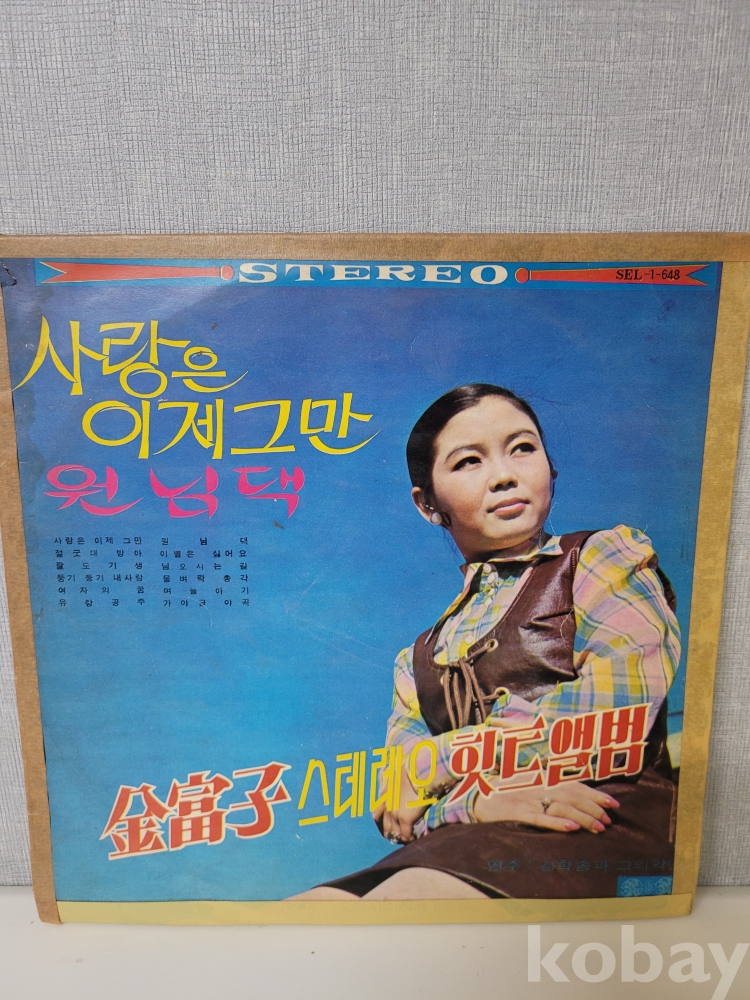 STEREO
SEL-1-648
사랑은
이제그만
원님댁
사랑은 이제 그만 원 님 댁
절굿대 망아 이별은 싫어요
팔도기생 님오시는길
둥기 둥기 내사랑 울벼락 총각
여자의 꿈 며늘아기
유랑공주 가야금 야곡
金富子 스테레오 힛트앨범
연주
kobay